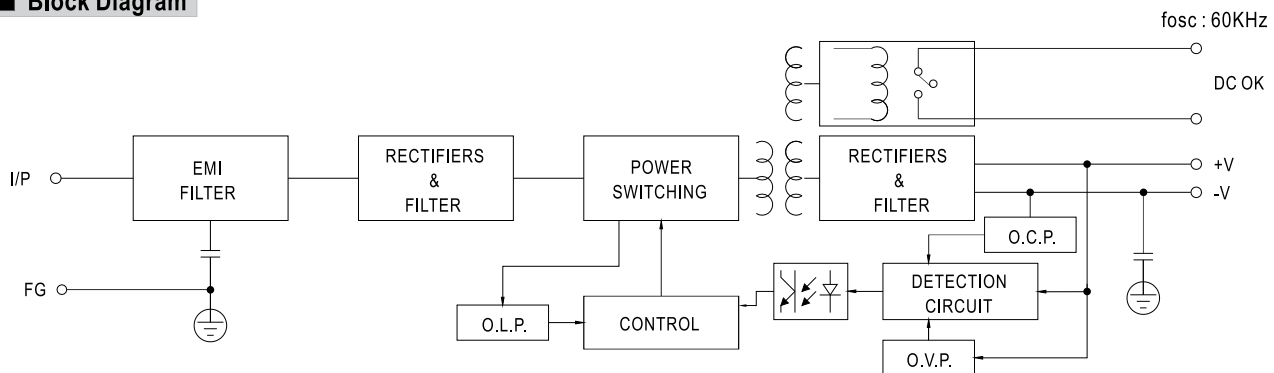 Block Diagram
fosc : 60KHz
DC OK
I/P
EMI
FILTER
RECTIFIERS
&
FILTER
POWER
SWITCHING
RECTIFIERS
&
FILTER
+V
-V
O.C.P.
FG
O.L.P.
CONTROL
DETECTION
CIRCUIT
O.V.P.